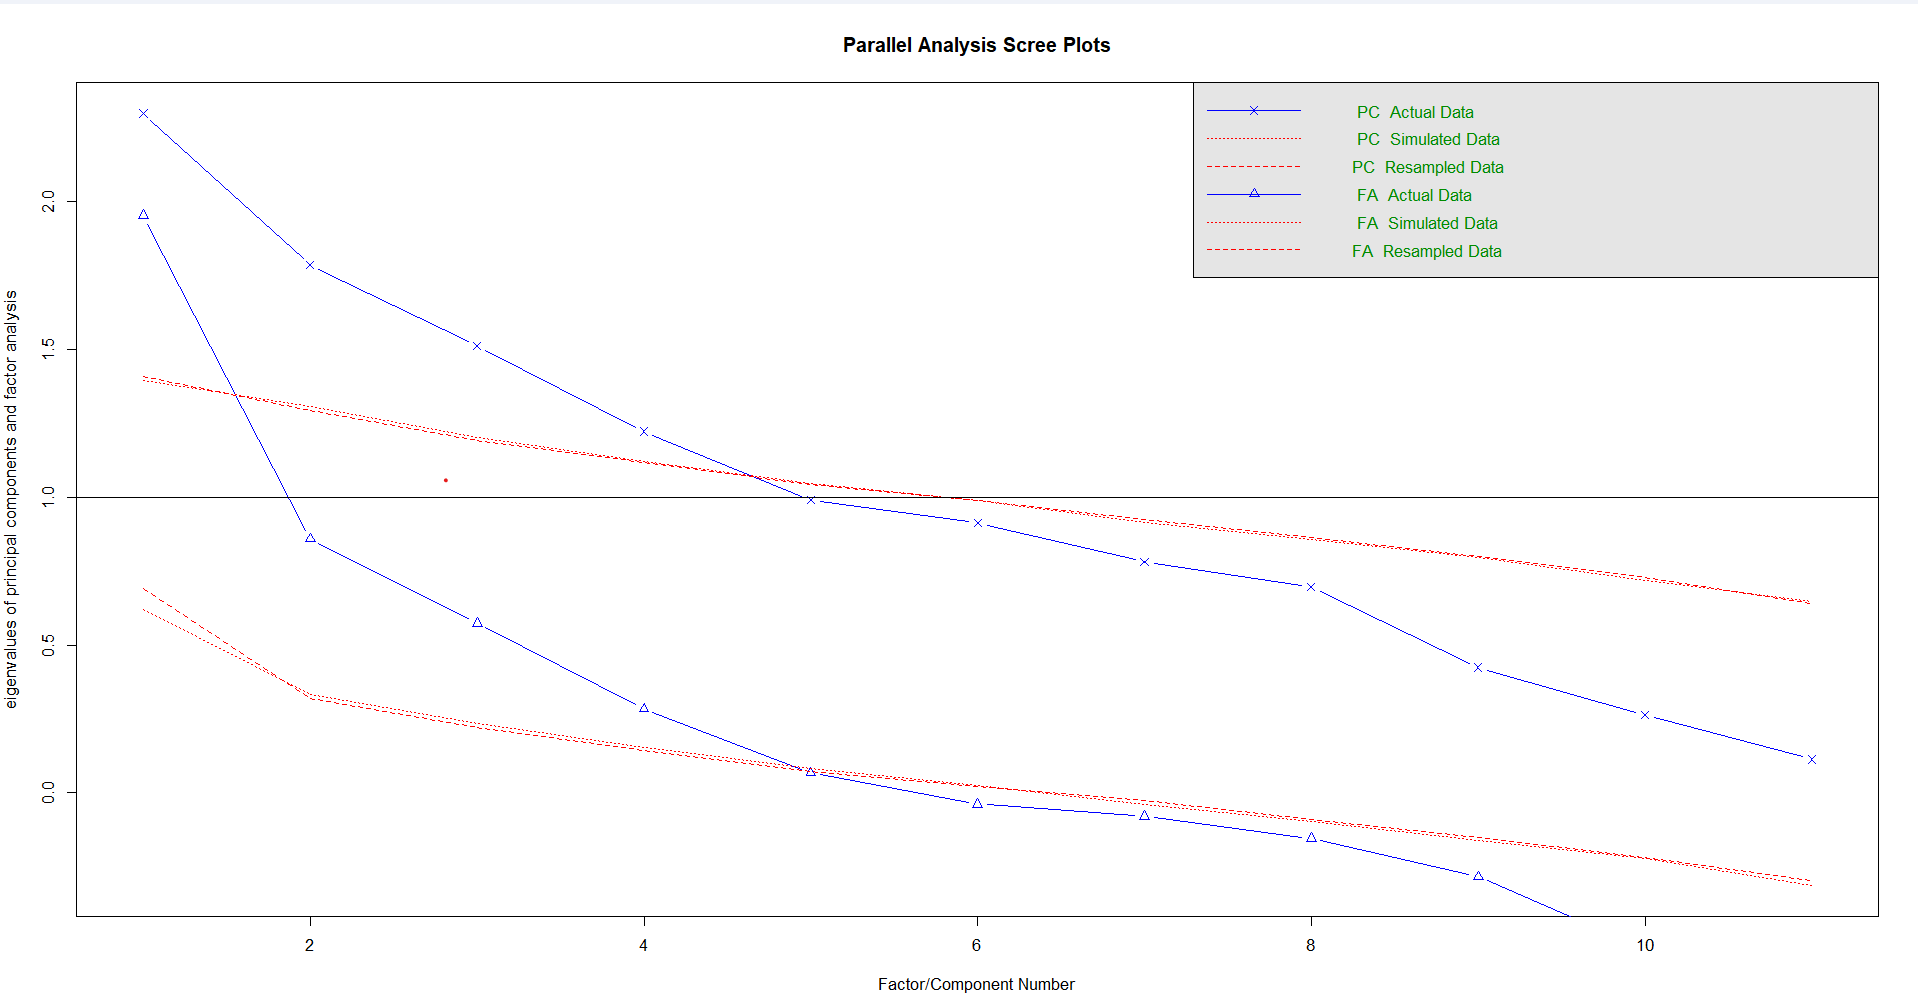 Parallel Analysis Scree Plots
PC Actual Data
PC Simulated Data
PC Resampled Data
FA Actual Data
FA Simulated Data
FA Resampled Data
eigenvalues of principal components and factor analysis
2.0
1.5
1.0
0.5
0.0
2 4 6 8 10
Factor/Component Number